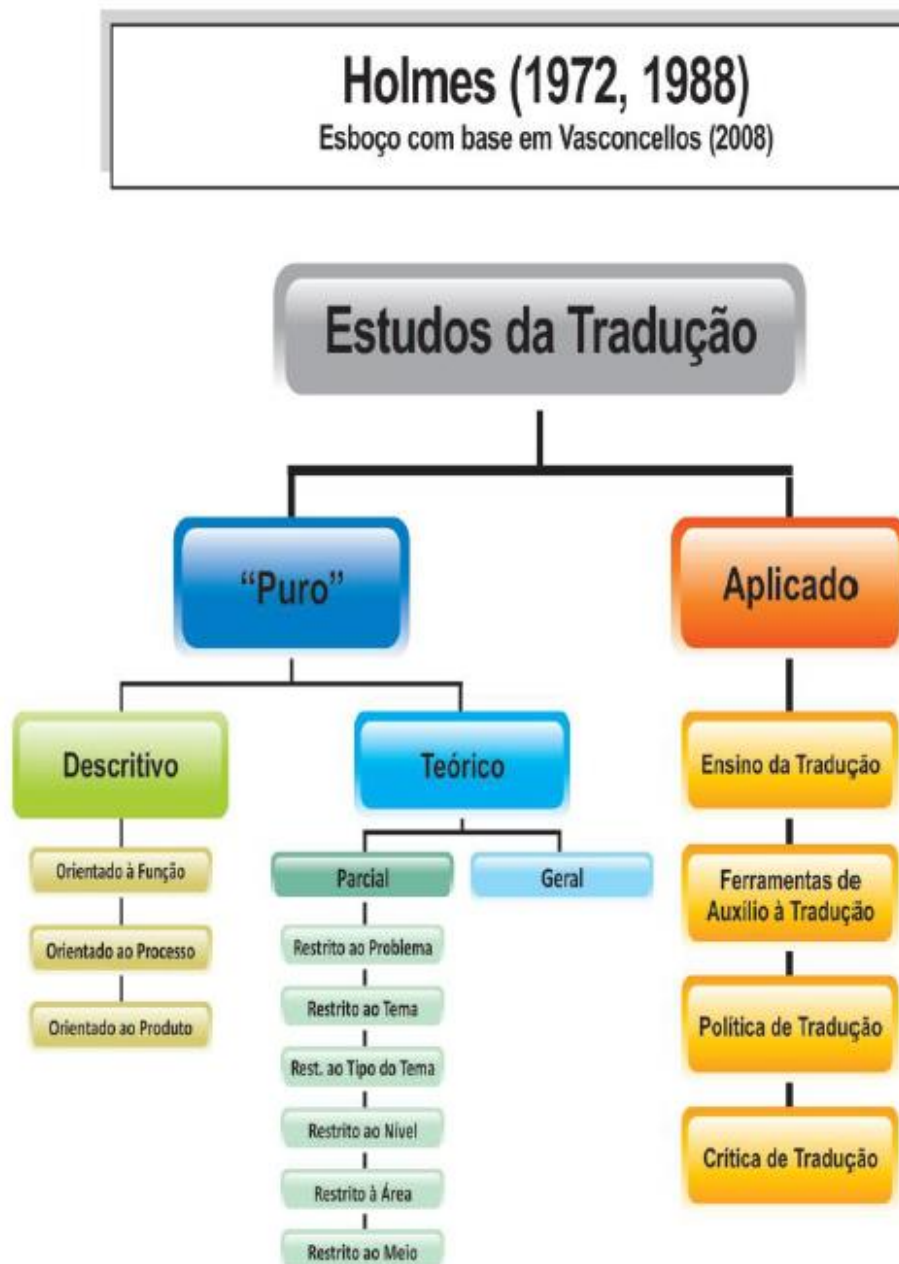 Holmes (1972, 1988)
Esboço com base em Vasconcellos (2008)
Estudos da Tradução
“Puro”
Aplicado
Descritivo
Teórico
Ensino da Tradução
Orientado à Função
Parcial
Geral
Ferramentas de
Auxílio à Tradução
Orientado ao Processo
Restrito ao Problema
Orientado ao Produto
Restrito ao Tema
Política de Tradução
Rest. ao Tipo do Tema
Restrito ao Nível
Crítica de Tradução
Restrito à Área
Restrito ao Meio